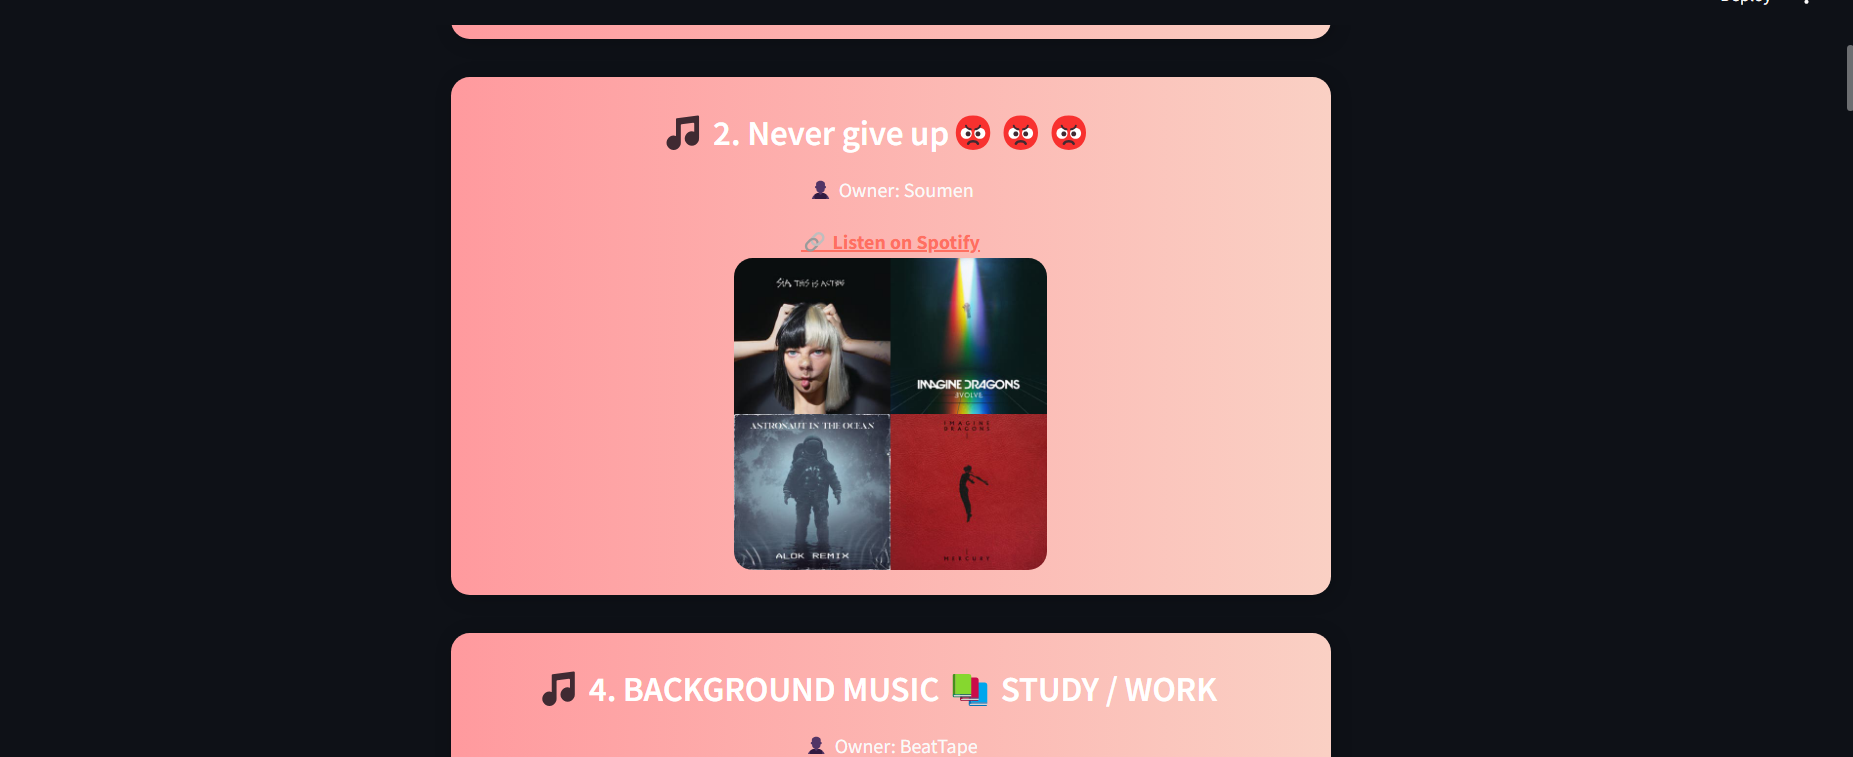 Deploy
2. Never give up
Owner: Soumen
Listen on Spotify
SIA THIS IS ACTING
IMAGINE DRAGONS
EVOLVE
ASTRONAUT IN THE OCEAN
ALOK REMIX
IMAGINE
DRAGONS
MERCURY
4. BACKGROUND MUSIC STUDY / WORK
Owner: BeatTape